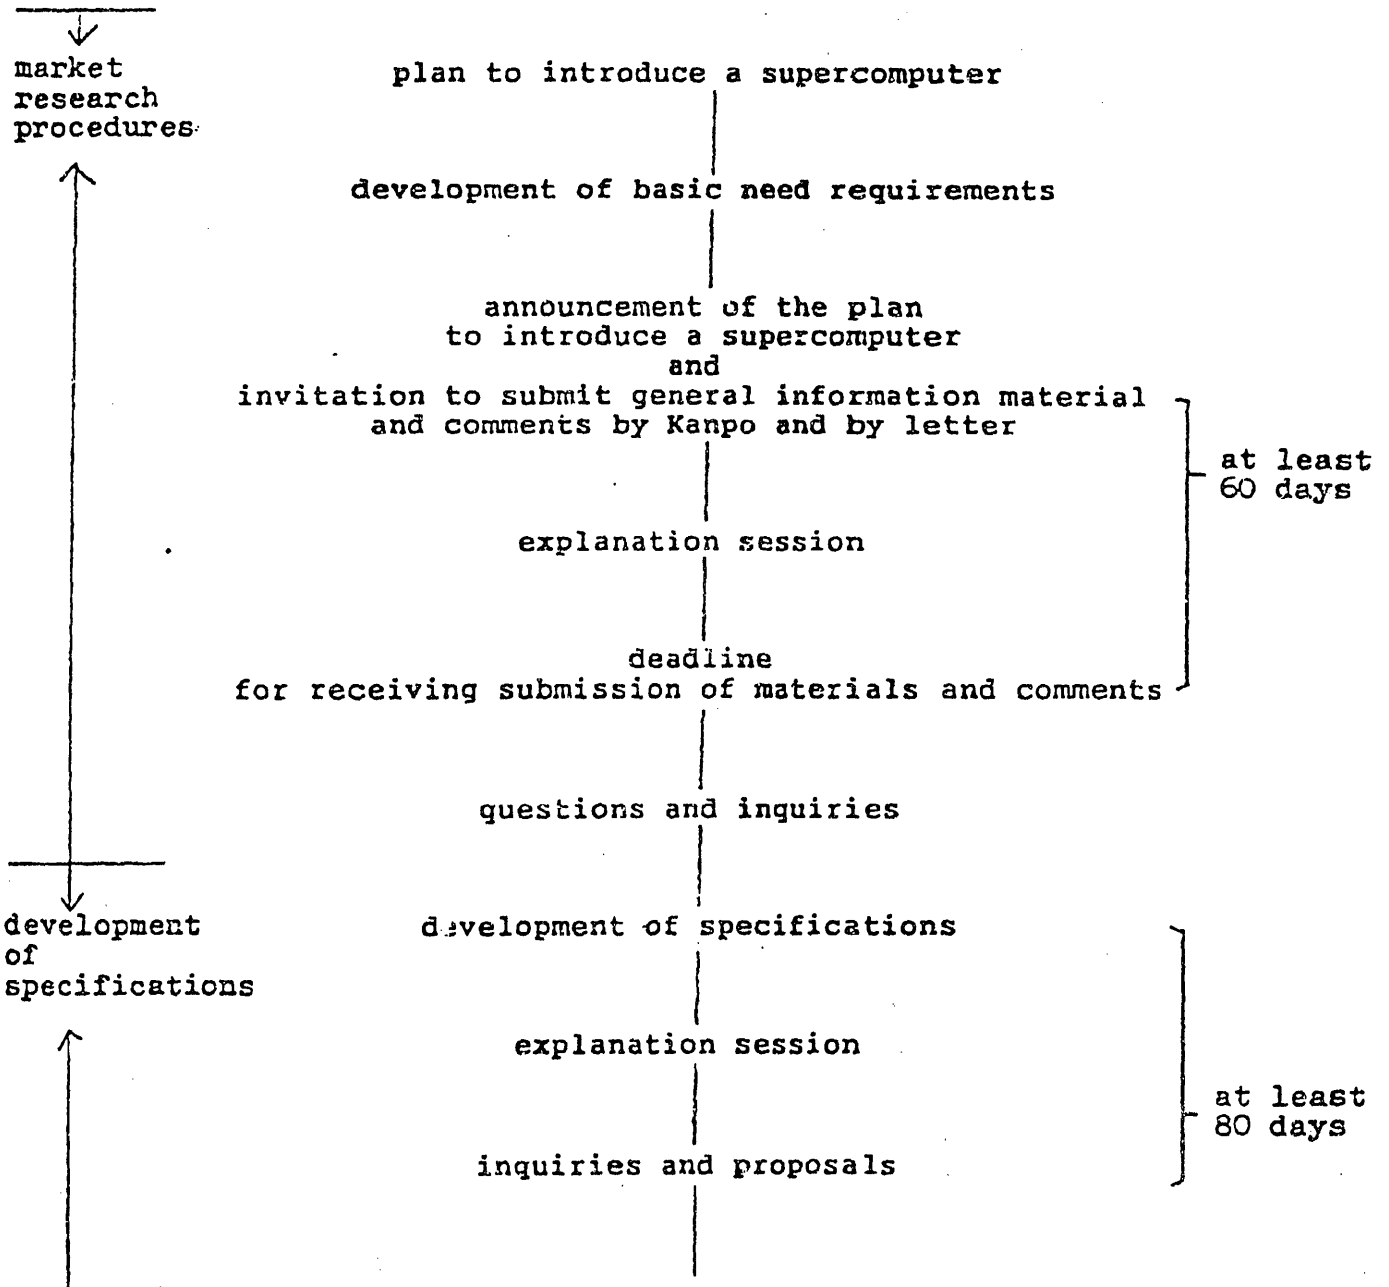 market
research
procedures
plan to introduce a supercomputer
development of basic need requirements
announcement of the plan
to introduce a supercomputer
and
invitation to submit general information material
and comments by Kanpo and by letter
at least
60 days
explanation session
deadline
for receiving submission of materials and comments
questions and inquiries
development
of
specifications
development of specifications
explanation session
at least
80 days
inquiries and proposals